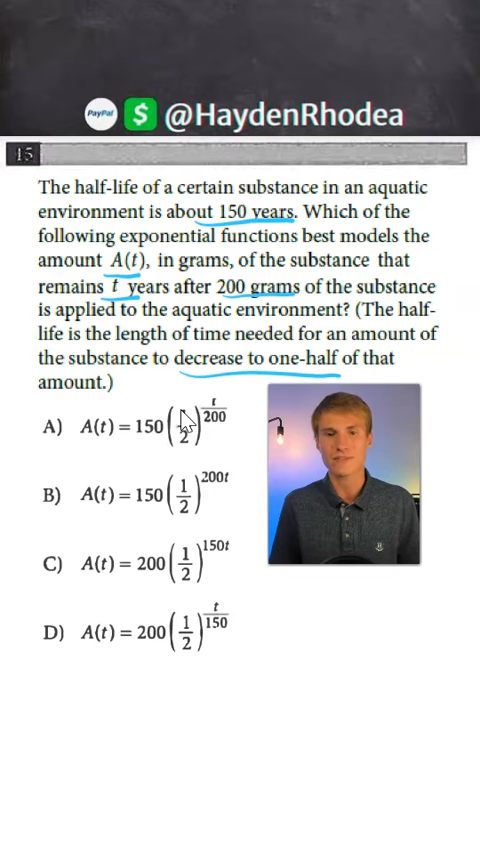 PayPal $ @HaydenRhodea
15
The half-life of a certain substance in an aquatic
environment is about 150 years. Which of the
following exponential functions best models the
amount A(t), in grams, of the substance that
remains t years after 200 grams of the substance
is applied to the aquatic environment? (The half-
life is the length of time needed for an amount of
the substance to decrease to one-half of that
amount.)
A) A(t) = 150(1/2)^(t/200)
B) A(t) = 150(1/2)^(200t)
C) A(t) = 200(1/2)^(150t)
D) A(t) = 200(1/2)^(t/150)